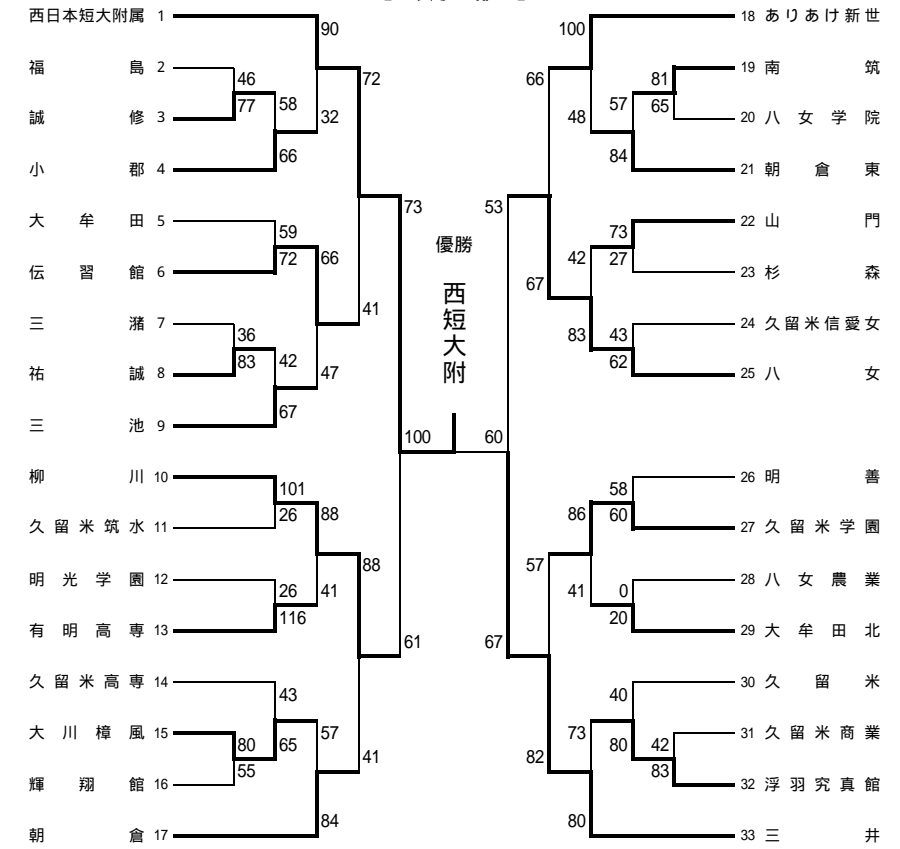 西日本短大附属 1
福島 2
誠修 3
小郡 4
大牟田 5
伝習館 6
三潴 7
祐誠 8
三池 9
柳川 10
久留米筑水 11
明光学園 12
有明高専 13
久留米高専 14
大川樟風 15
輝翔館 16
朝倉 17
90
46
77
58
66
32
72
59
72
66
36
83
42
67
47
41
73
101
26
88
26
116
41
88
43
80
55
65
57
84
41
61
100
優勝
西短大附
60
53
66
100
48
57
81
65
84
67
42
73
27
83
43
62
67
57
86
58
60
41
0
20
82
73
40
80
42
83
80
18 ありあけ新世
19 南筑
20 八女学院
21 朝倉東
22 山門
23 杉森
24 久留米信愛女
25 八女
26 明善
27 久留米学園
28 八女農業
29 大牟田北
30 久留米
31 久留米商業
32 浮羽究真館
33 三井